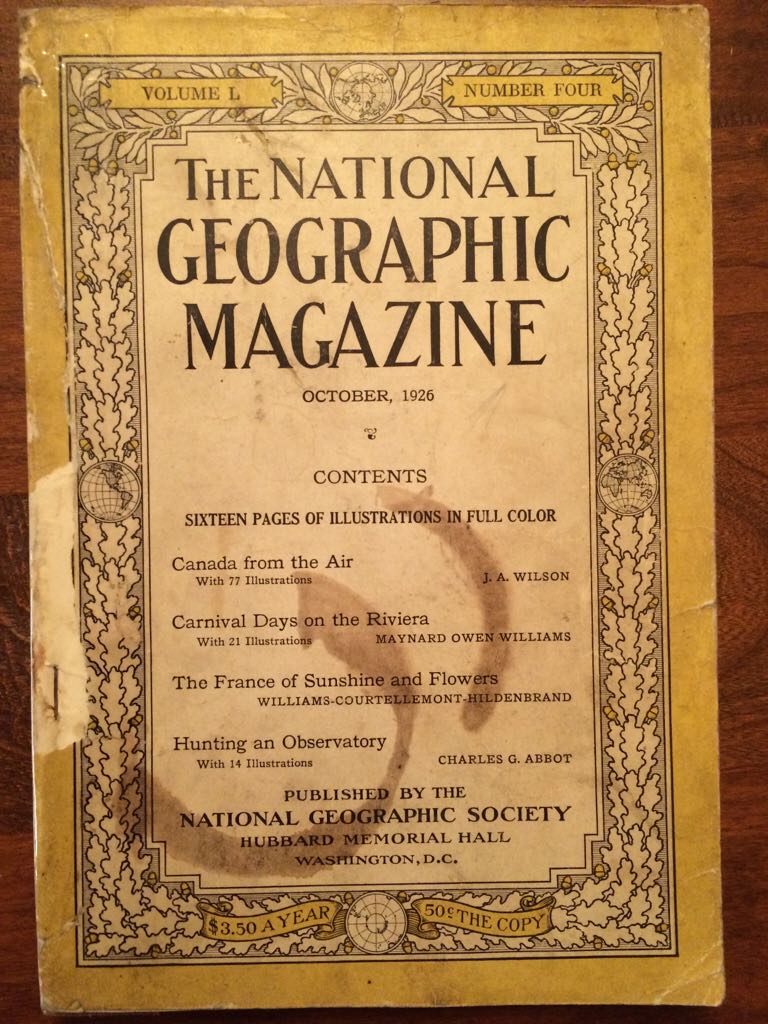 VOLUME L
NUMBER FOUR
THE NATIONAL
GEOGRAPHIC
MAGAZINE
OCTOBER, 1926
CONTENTS
SIXTEEN PAGES OF ILLUSTRATIONS IN FULL COLOR
Canada from the Air
With 77 Illustrations J. A. WILSON
Carnival Days on the Riviera
With 21 Illustrations MAYNARD OWEN WILLIAMS
The France of Sunshine and Flowers
WILLIAMS-COURTELLEMONT-HILDENBRAND
Hunting an Observatory
With 14 Illustrations CHARLES G. ABBOT
PUBLISHED BY THE
NATIONAL GEOGRAPHIC SOCIETY
HUBBARD MEMORIAL HALL
WASHINGTON, D.C.
$3.50 A YEAR
50¢ THE COPY